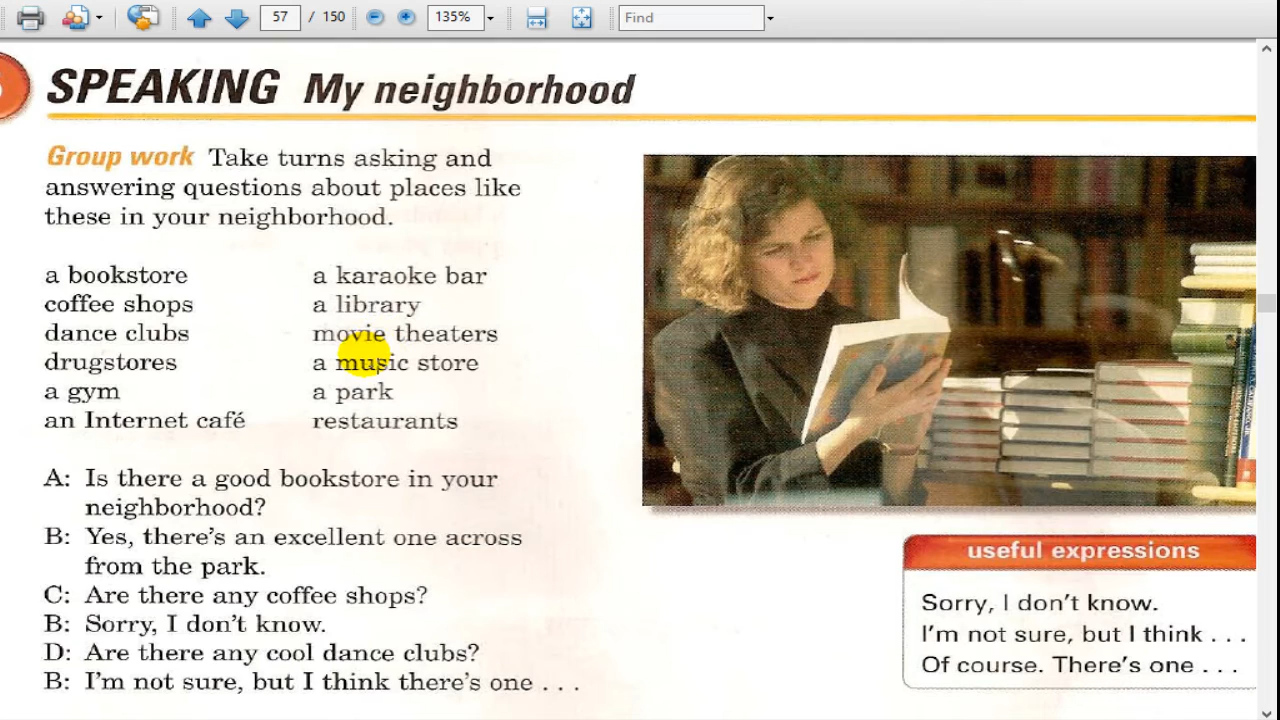 57 / 150
135%
Find
SPEAKING My neighborhood
Group work Take turns asking and
answering questions about places like
these in your neighborhood.
a bookstore
coffee shops
dance clubs
drugstores
a gym
an Internet café
a karaoke bar
a library
movie theaters
a music store
a park
restaurants
A: Is there a good bookstore in your
neighborhood?
B: Yes, there's an excellent one across
from the park.
C: Are there any coffee shops?
B: Sorry, I don't know.
D: Are there any cool dance clubs?
B: I'm not sure, but I think there's one . . .
useful expressions
Sorry, I don't know.
I'm not sure, but I think . . .
Of course. There's one . . .